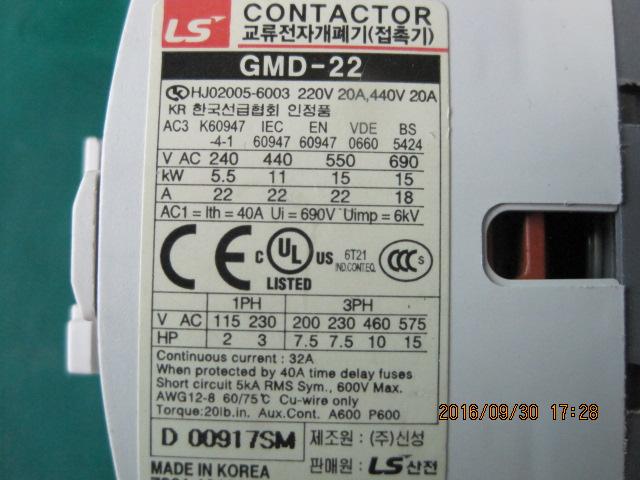 LS CONTACTOR
교류전자개폐기(접촉기)
GMD-22
HJ02005-6003 220V 20A,440V 20A
KR 한국선급협회 인정품
AC3 K60947 IEC EN VDE BS
-4-1 60947 60947 0660 5424
V AC 240 440 550 690
kW 5.5 11 15 15
A 22 22 22 18
AC1 = Ith = 40A Ui = 690V Uimp = 6kV
CE C UL US 6T21 CCC S
IND.CONT.EQ.
LISTED
1PH 3PH
V AC 115 230 200 230 460 575
HP 2 3 7.5 7.5 10 15
Continuous current : 32A
When protected by 40A time delay fuses
Short circuit 5kA RMS Sym., 600V Max.
AWG12-8 60/75℃ Cu-wire only
Torque:20lb.in. Aux.Cont. A600 P600
D 00917SM 제조원 : (주)신성
MADE IN KOREA 판매원 : LS산전
2016/09/30 17:28